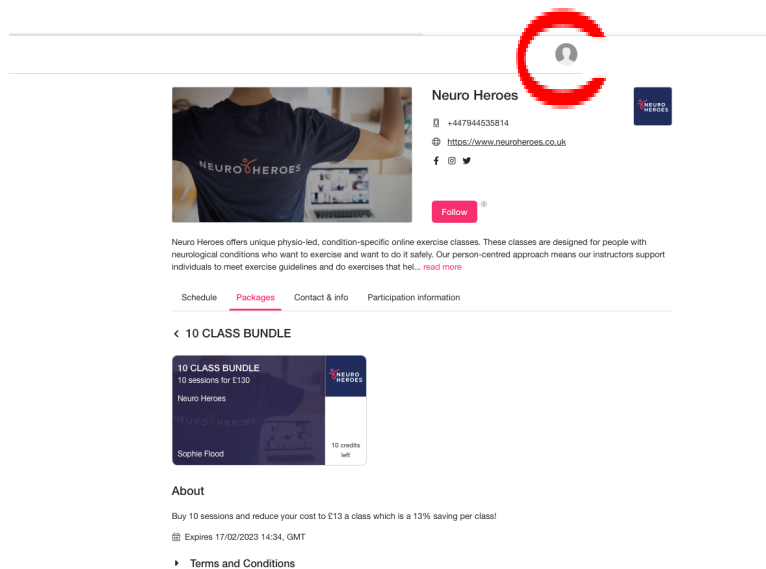 Neuro Heroes
NEURO HEROES
+447944535814
https://www.neuroheroes.co.uk
NEURO HEROES
Follow
Neuro Heroes offers unique physio-led, condition-specific online exercise classes. These classes are designed for people with
neurological conditions who want to exercise and want to do it safely. Our person-centred approach means our instructors support
individuals to meet exercise guidelines and do exercises that hel... read more
Schedule Packages Contact & info Participation information
10 CLASS BUNDLE
10 CLASS BUNDLE
10 sessions for £130
NEURO
HEROES
Neuro Heroes
NEURO HEROES
Sophie Flood
10 credits
left
About
Buy 10 sessions and reduce your cost to £13 a class which is a 13% saving per class!
Expires 17/02/2023 14:34, GMT
Terms and Conditions